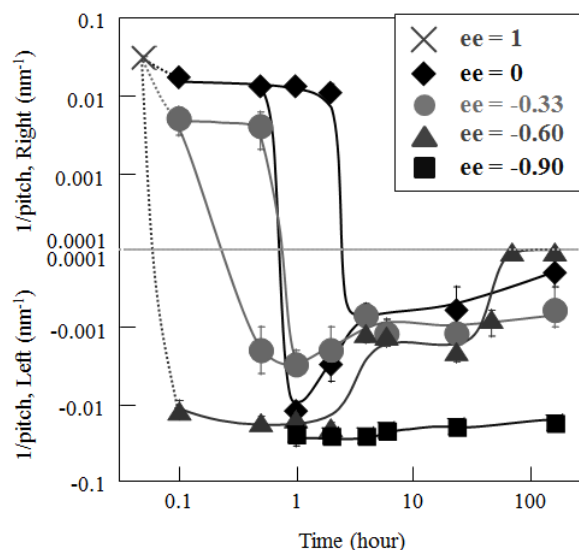 0.1
0.01
0.001
0.0001
0.0001
-0.001
-0.01
-0.1
1/pitch, Right (nm-1)
1/pitch, Left (nm-1)
ee = 1
ee = 0
ee = -0.33
ee = -0.60
ee = -0.90
0.1
1
10
100
Time (hour)